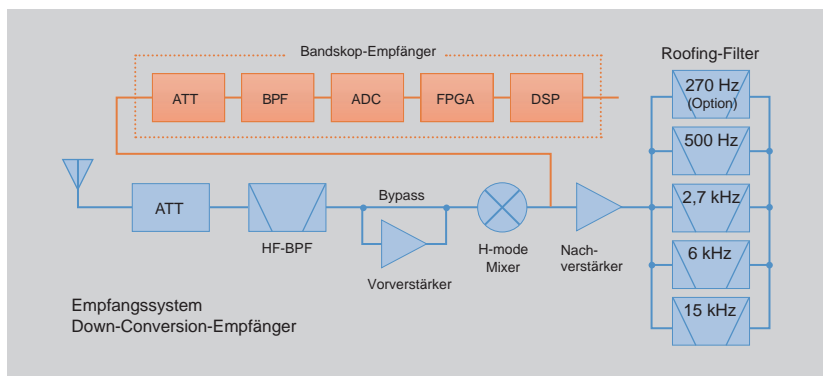 Bandskop-Empfänger
Roofing-Filter
ATT
BPF
ADC
FPGA
DSP
270 Hz
(Option)
500 Hz
2,7 kHz
6 kHz
15 kHz
ATT
HF-BPF
Bypass
Vorverstärker
H-mode
Mixer
Nach-
verstärker
Empfangssystem
Down-Conversion-Empfänger